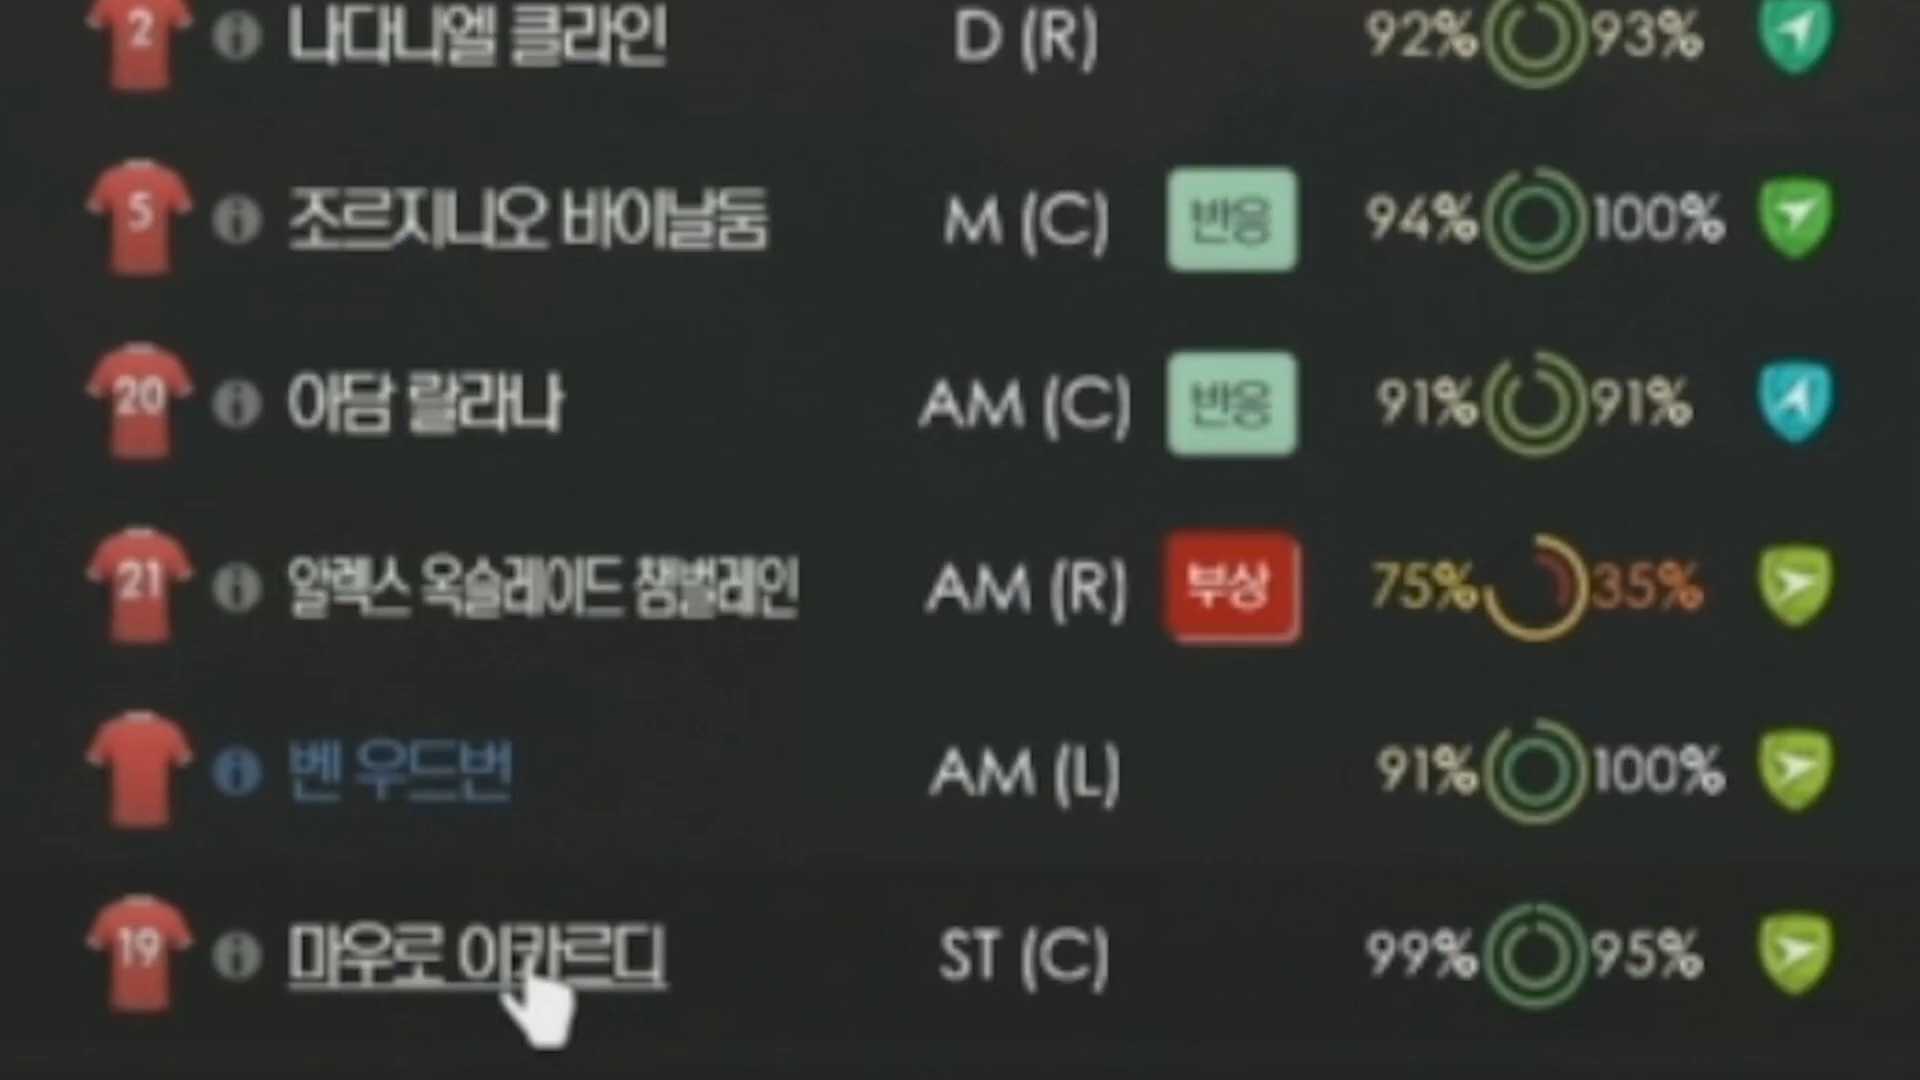 2 나다니엘 클라인 D (R) 92% 93%
5 조르지니오 바이날둠 M (C) 반응 94% 100%
20 아담 랄라나 AM (C) 반응 91% 91%
21 알렉스 옥슬레이드 챔벌레인 AM (R) 부상 75% 35%
벤 우드번 AM (L) 91% 100%
19 마우로 이카르디 ST (C) 99% 95%